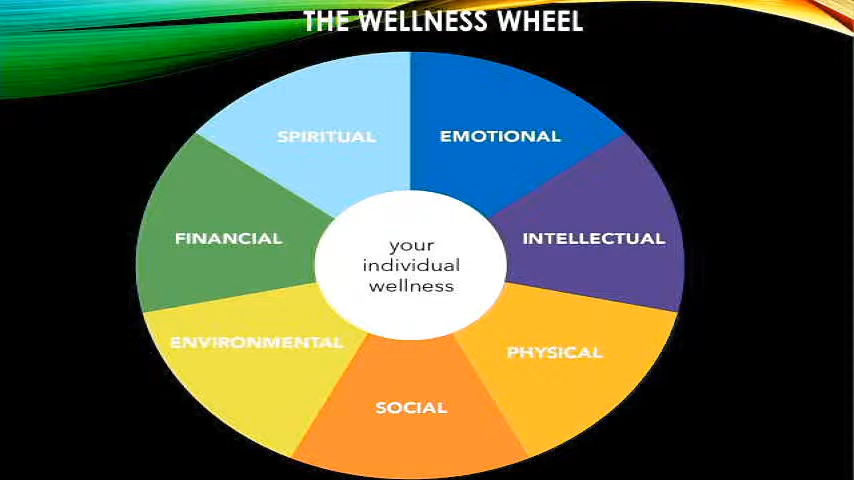 THE WELLNESS WHEEL
SPIRITUAL
EMOTIONAL
FINANCIAL
your
individual
wellness
INTELLECTUAL
ENVIRONMENTAL
PHYSICAL
SOCIAL